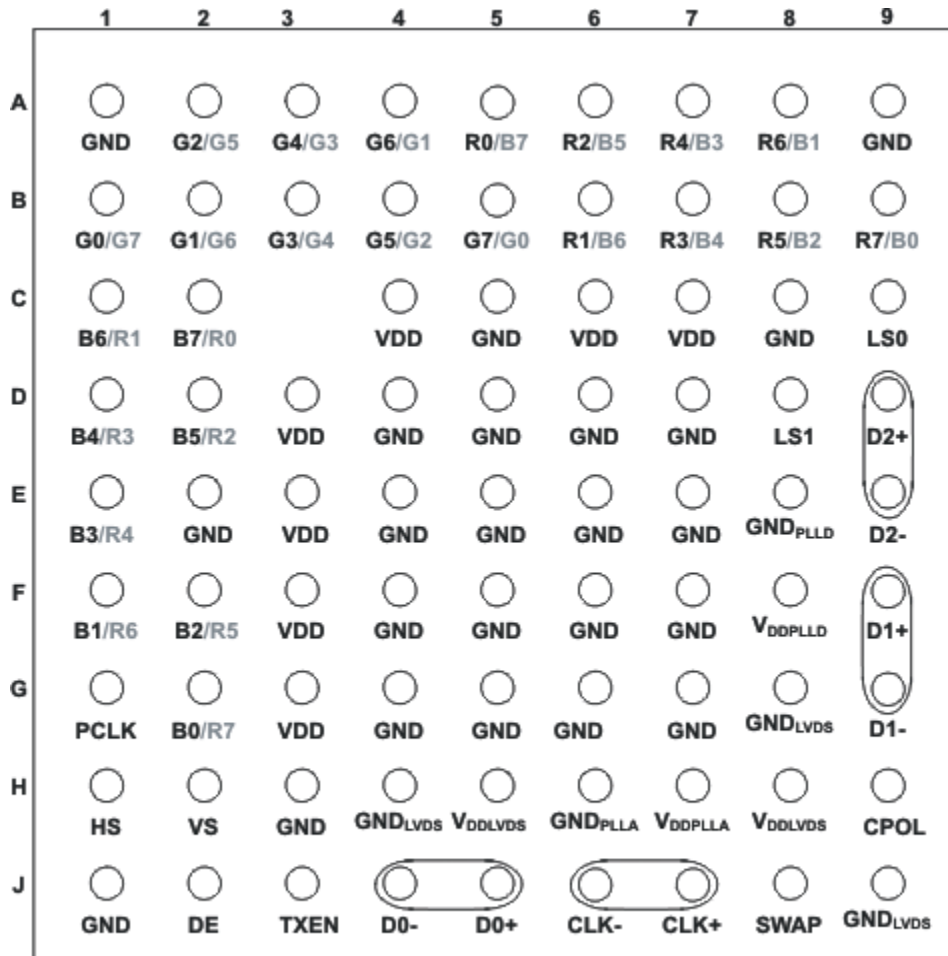 1 2 3 4 5 6 7 8 9
A
GND G2/G5 G4/G3 G6/G1 R0/B7 R2/B5 R4/B3 R6/B1 GND
B
G0/G7 G1/G6 G3/G4 G5/G2 G7/G0 R1/B6 R3/B4 R5/B2 R7/B0
C
B6/R1 B7/R0 VDD GND VDD VDD GND LS0
D
B4/R3 B5/R2 VDD GND GND GND GND LS1 D2+
E
B3/R4 GND VDD GND GND GND GND GNDPLLD D2-
F
B1/R6 B2/R5 VDD GND GND GND GND VDDPLLD D1+
G
PCLK B0/R7 VDD GND GND GND GND GNDLVDS D1-
H
HS VS GND GNDLVDS VDDLVDS GNDPLLA VDDPLLA VDDLVDS CPOL
J
GND DE TXEN D0- D0+ CLK- CLK+ SWAP GNDLVDS